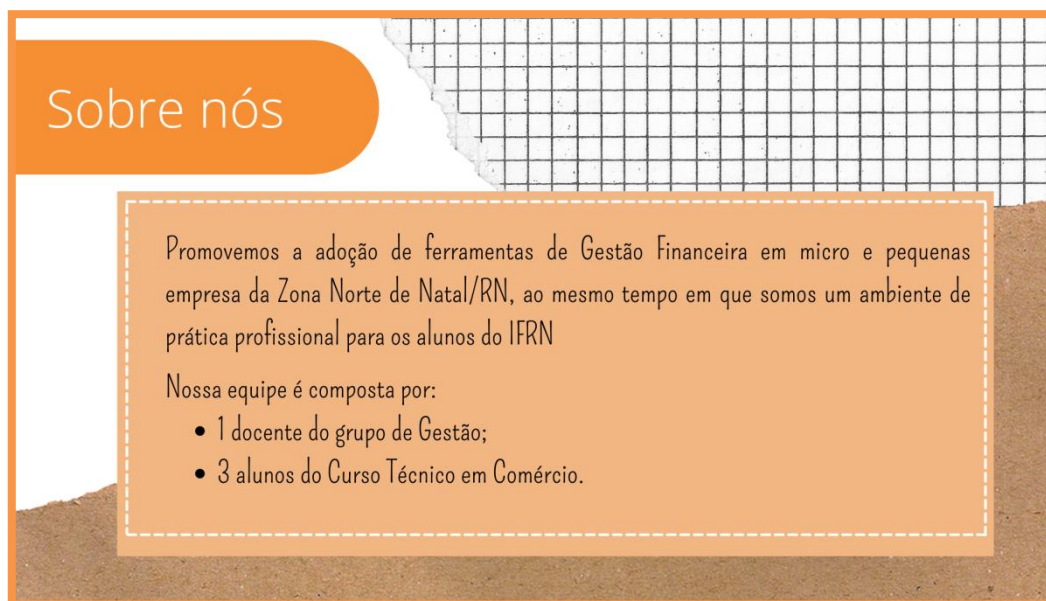 Sobre nós
Promovemos a adoção de ferramentas de Gestão Financeira em micro e pequenas
empresa da Zona Norte de Natal/RN, ao mesmo tempo em que somos um ambiente de
prática profissional para os alunos do IFRN
Nossa equipe é composta por:
• 1 docente do grupo de Gestão;
• 3 alunos do Curso Técnico em Comércio.